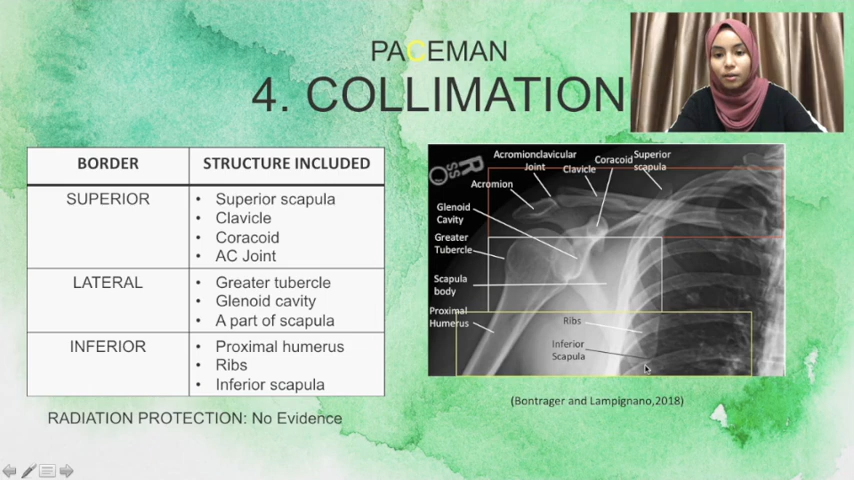 PACEMAN
4. COLLIMATION
BORDER STRUCTURE INCLUDED
SUPERIOR
• Superior scapula
• Clavicle
• Coracoid
• AC Joint
LATERAL
• Greater tubercle
• Glenoid cavity
• A part of scapula
INFERIOR
• Proximal humerus
• Ribs
• Inferior scapula
RADIATION PROTECTION: No Evidence
R
Acromionclavicular
Joint
Clavicle
Coracoid
Superior
scapula
Acromion
Glenoid
Cavity
Greater
Tubercle
Scapula
body
Proximal
Humerus
Ribs
Inferior
Scapula
(Bontrager and Lampignano,2018)